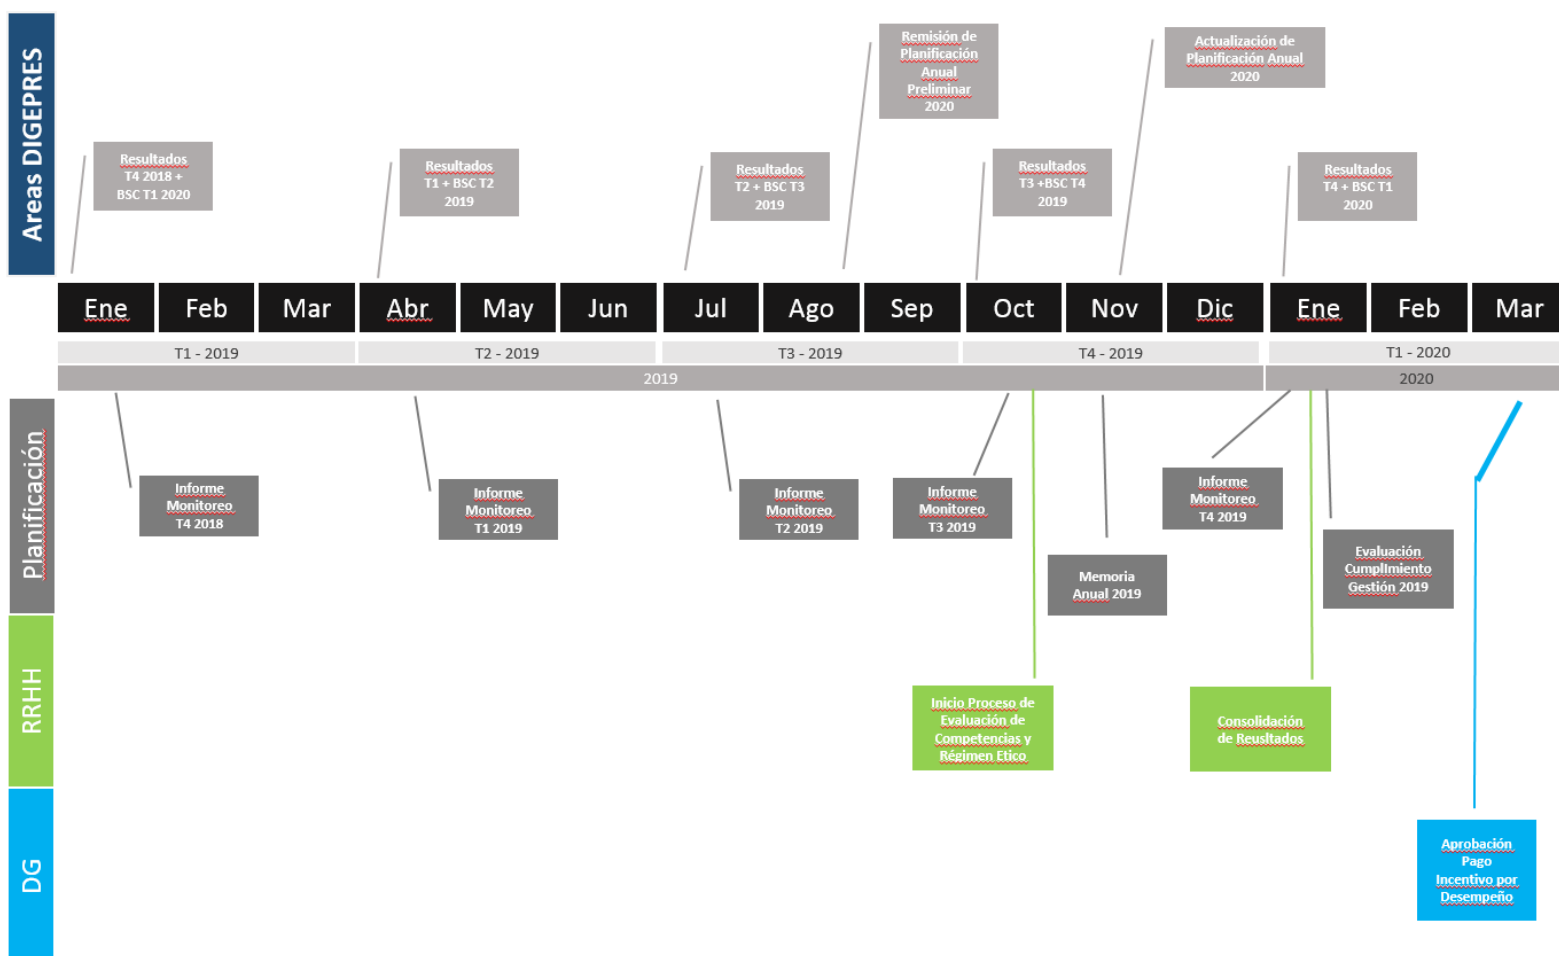 Areas DIGEPRES
Resultados
T4 2018 +
BSC T1 2020
Resultados
T1 + BSC T2
2019
Resultados
T2 + BSC T3
2019
Remisión de
Planificación
Anual
Preliminar
2020
Resultados
T3 +BSC T4
2019
Actualización de
Planificación Anual
2020
Resultados
T4 + BSC T1
2020
Ene Feb Mar Abr May Jun Jul Ago Sep Oct Nov Dic Ene Feb Mar
T1 - 2019 T2 - 2019 T3 - 2019 T4 - 2019 T1 - 2020
2019 2020
Planificación
Informe
Monitoreo
T4 2018
Informe
Monitoreo
T1 2019
Informe
Monitoreo
T2 2019
Informe
Monitoreo
T3 2019
Memoria
Anual 2019
Informe
Monitoreo
T4 2019
Evaluación
CumplImiento
Gestión 2019
RRHH
Inicio Proceso de
Evaluación de
Competencias y
Régimen Etico
Consolidación
de Reusltados
DG
Aprobación
Pago
Incentivo por
Desempeño